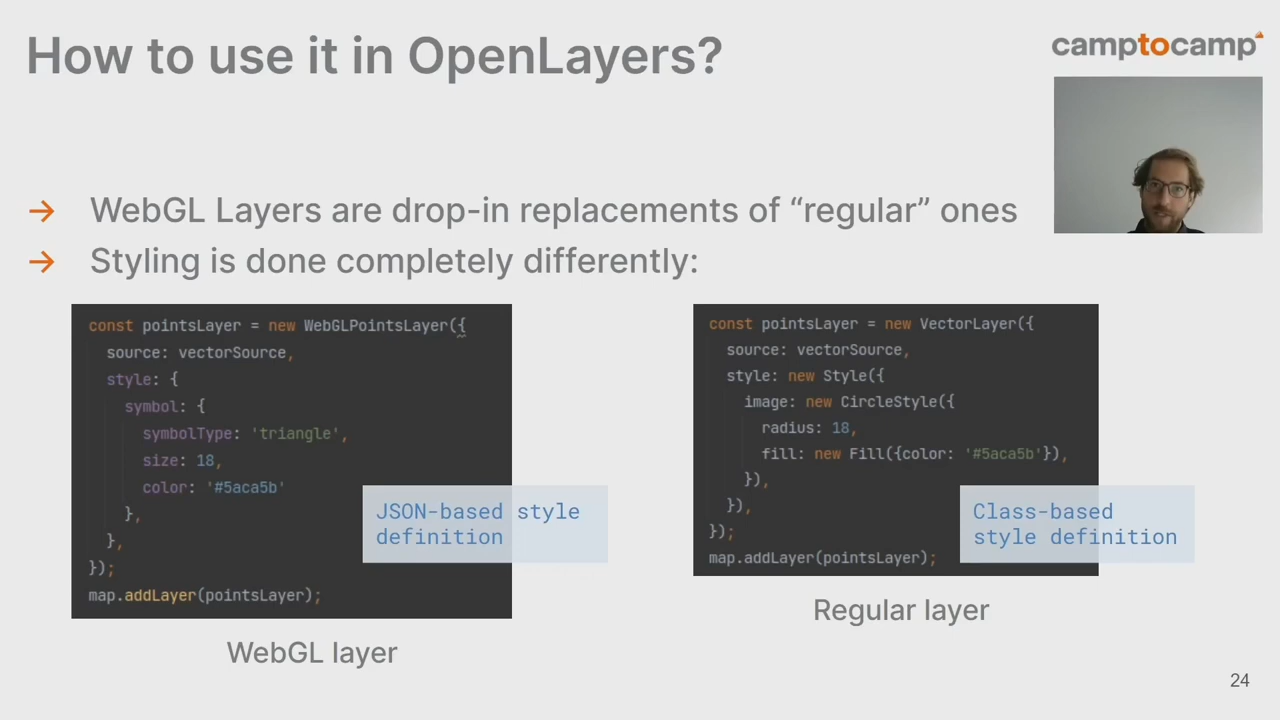 How to use it in OpenLayers?
camptocamp
→ WebGL Layers are drop-in replacements of “regular” ones
→ Styling is done completely differently:
const pointsLayer = new WebGLPointsLayer({
source: vectorSource,
style: {
symbol: {
symbolType: 'triangle',
size: 18,
color: '#5aca5b'
},
},
});
map.addLayer(pointsLayer);
JSON-based style
definition
WebGL layer
const pointsLayer = new VectorLayer({
source: vectorSource,
style: new Style({
image: new CircleStyle({
radius: 18,
fill: new Fill({color: '#5aca5b'}),
}),
}),
});
map.addLayer(pointsLayer);
Class-based
style definition
Regular layer
24